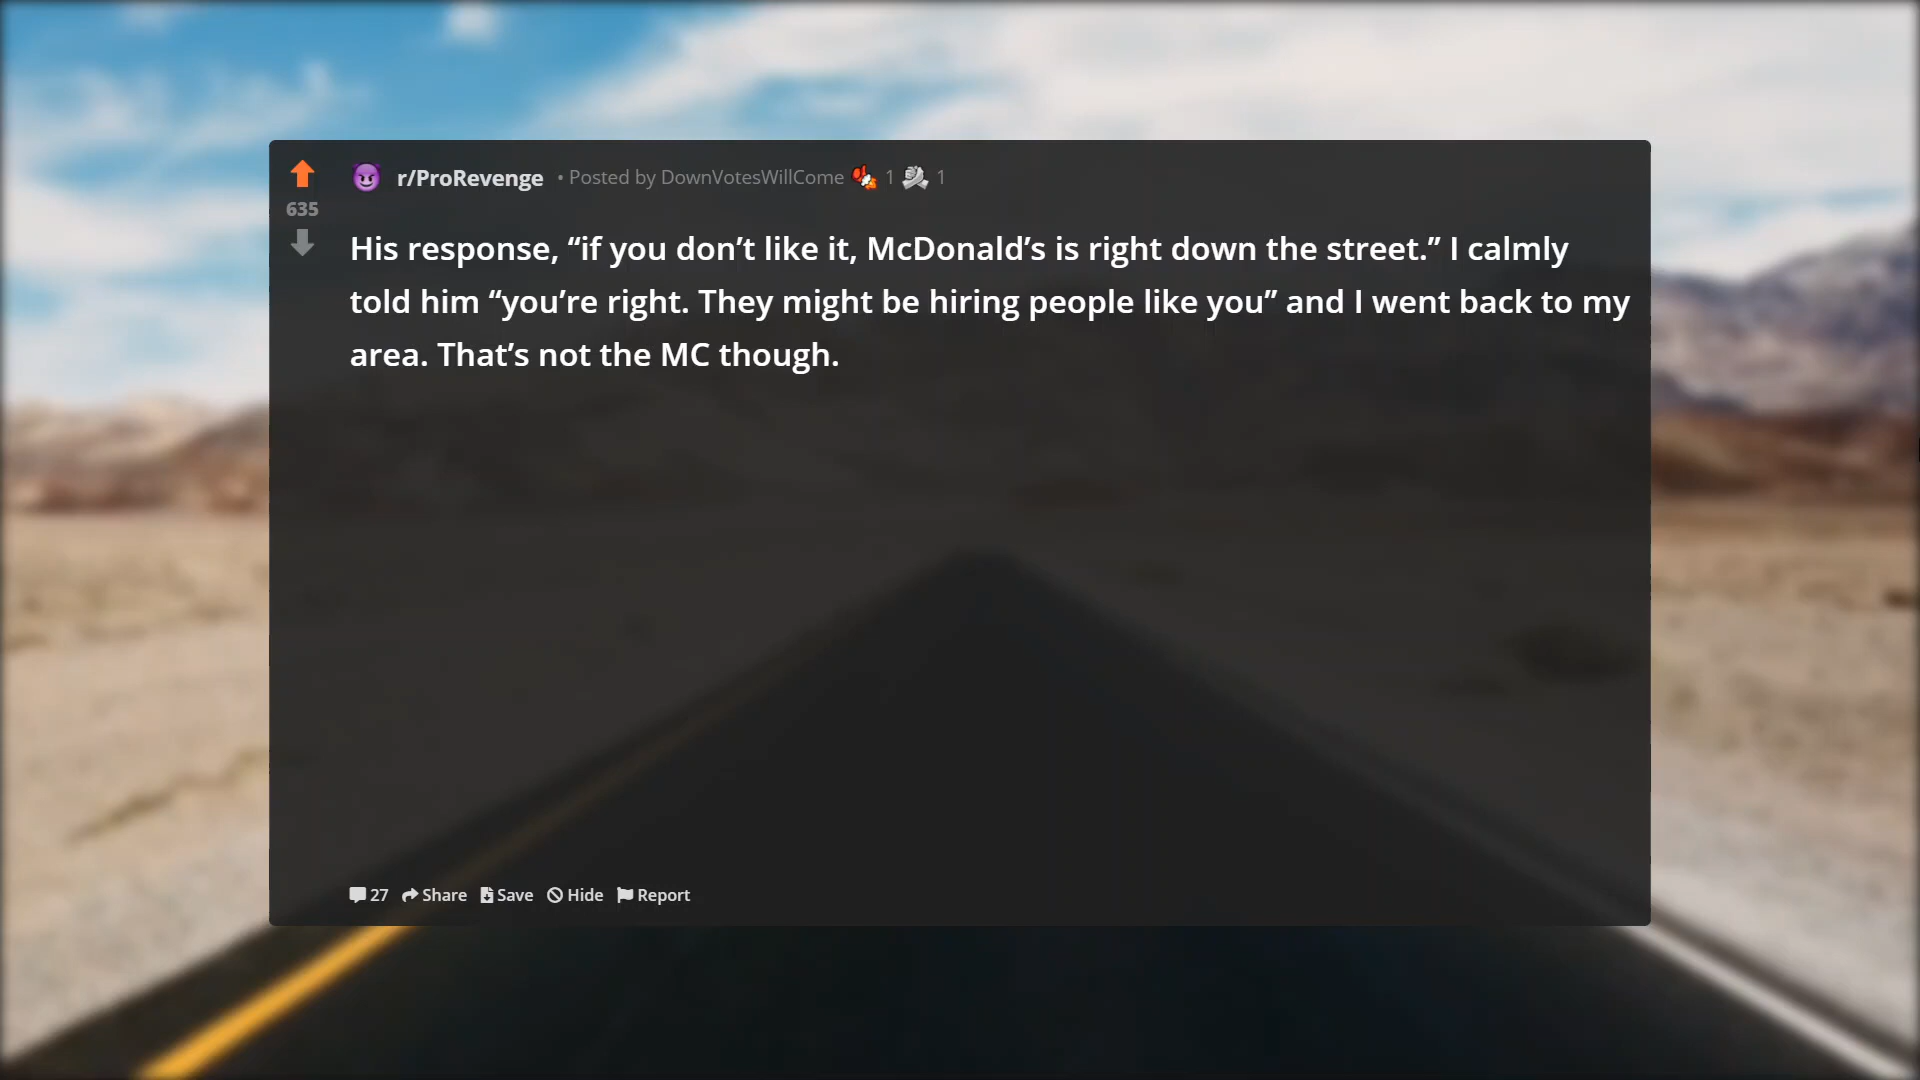 r/ProRevenge • Posted by DownVotesWillCome 1 1
635
His response, “if you don’t like it, McDonald’s is right down the street.” I calmly
told him “you’re right. They might be hiring people like you” and I went back to my
area. That’s not the MC though.
27 Share Save Hide Report